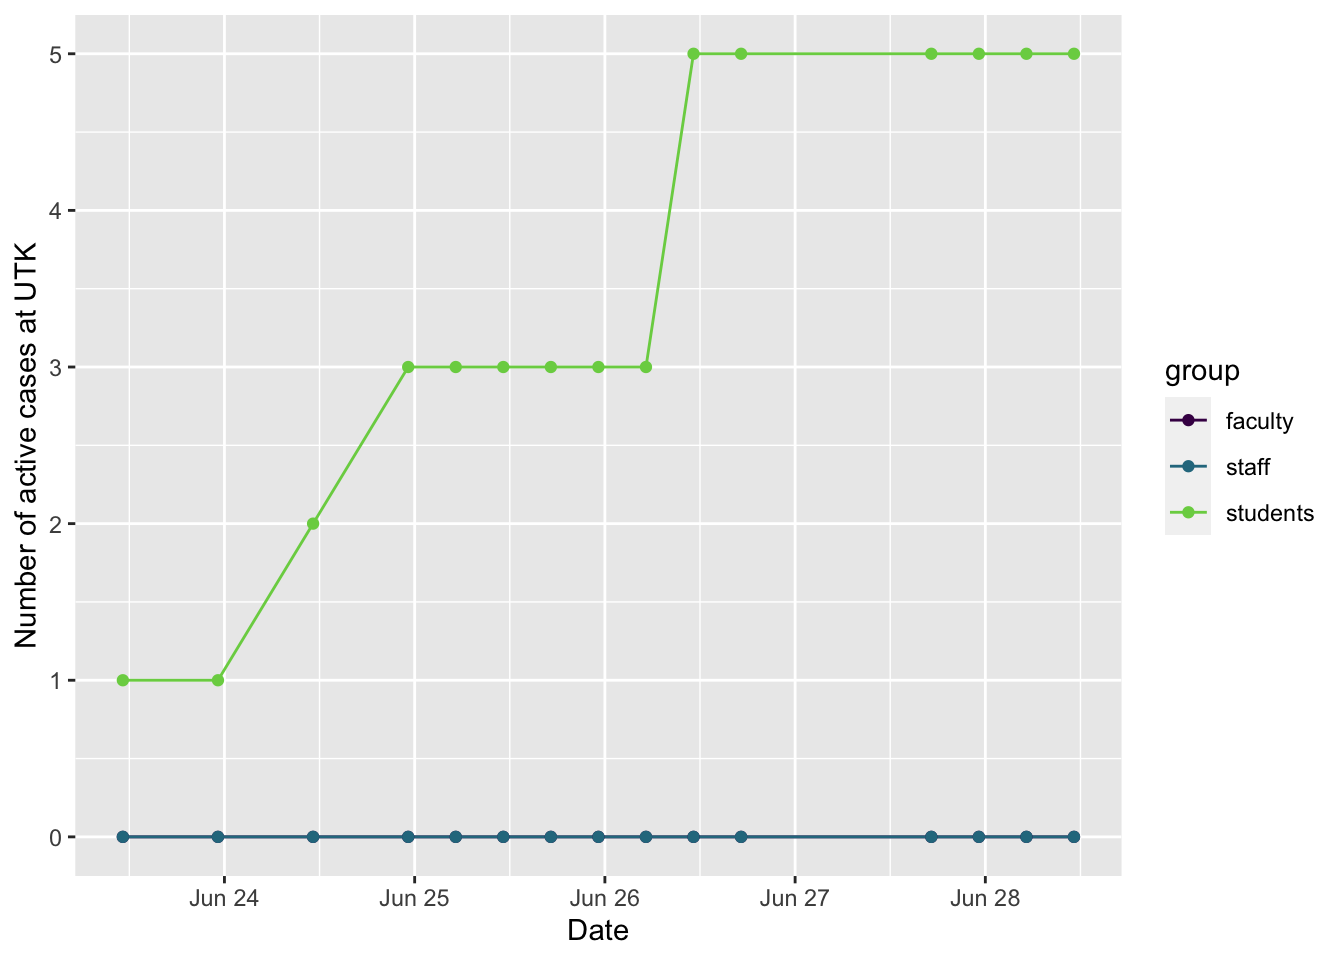 5
4
3
2
1
0
Number of active cases at UTK
Jun 24 Jun 25 Jun 26 Jun 27 Jun 28
Date
group
faculty
staff
students